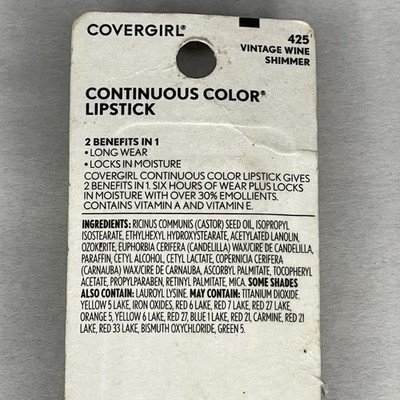 COVERGIRL®
425
VINTAGE WINE
SHIMMER
CONTINUOUS COLOR®
LIPSTICK
2 BENEFITS IN 1
• LONG WEAR
• LOCKS IN MOISTURE
COVERGIRL CONTINUOUS COLOR LIPSTICK GIVES
2 BENEFITS IN 1. SIX HOURS OF WEAR PLUS LOCKS
IN MOISTURE WITH OVER 30% EMOLLIENTS.
CONTAINS VITAMIN A AND VITAMIN E.
INGREDIENTS: RICINUS COMMUNIS (CASTOR) SEED OIL, ISOPROPYL
ISOSTEARATE, ETHYLHEXYL HYDROXYSTEARATE, ACETYLATED LANOLIN,
OZOKERITE, EUPHORBIA CERIFERA (CANDELILLA) WAX/CIRE DE CANDELILLA,
PARAFFIN, CETYL ALCOHOL, CETYL LACTATE, COPERNICIA CERIFERA
(CARNAUBA) WAX/CIRE DE CARNAUBA, ASCORBYL PALMITATE, TOCOPHERYL
ACETATE, PROPYLPARABEN, RETINYL PALMITATE, MICA. SOME SHADES
ALSO CONTAIN: LAUROYL LYSINE. MAY CONTAIN: TITANIUM DIOXIDE,
YELLOW 5 LAKE, IRON OXIDES, RED 6 LAKE, RED 7 LAKE, RED 27 LAKE,
ORANGE 5, YELLOW 6 LAKE, RED 27, BLUE 1 LAKE, RED 21, CARMINE, RED 21
LAKE, RED 33 LAKE, BISMUTH OXYCHLORIDE, GREEN 5.